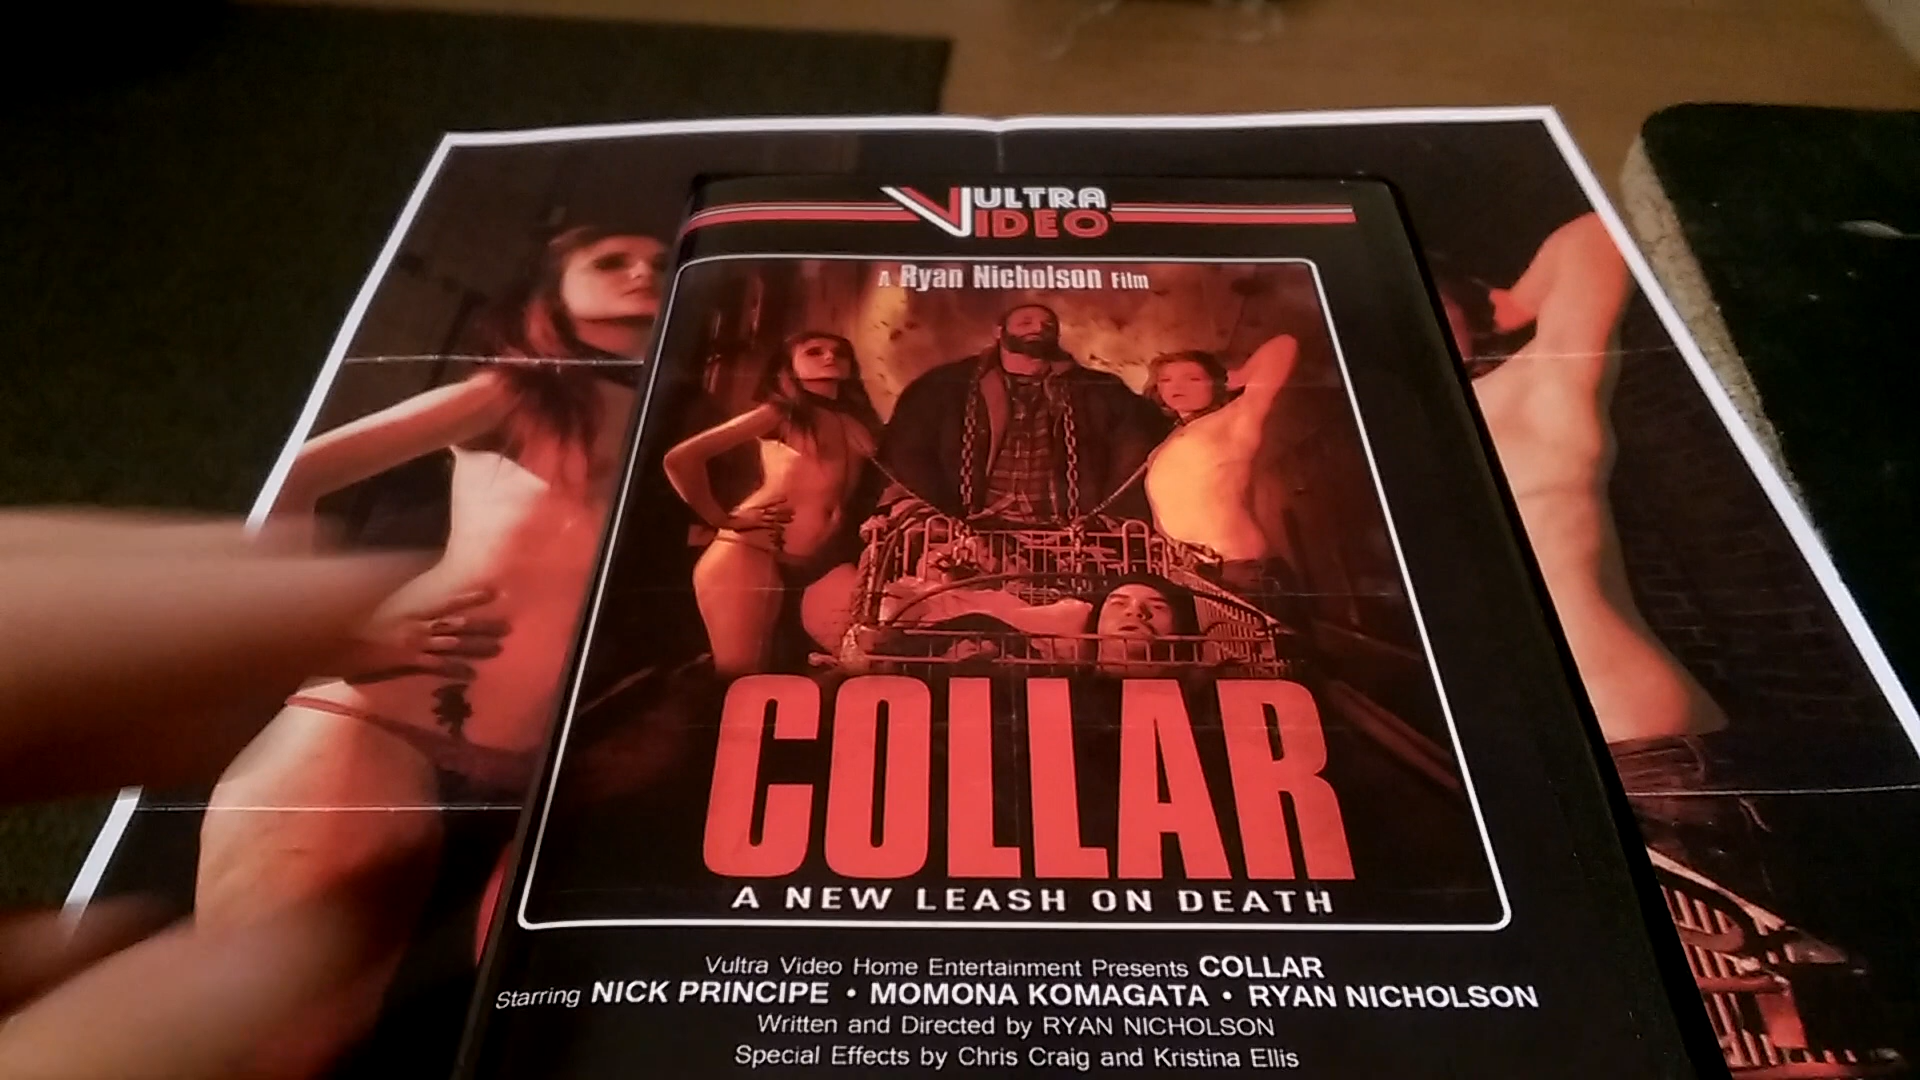 VULTRA
VIDEO
A Ryan Nicholson Film
COLLAR
A NEW LEASH ON DEATH
Vultra Video Home Entertainment Presents COLLAR
Starring NICK PRINCIPE • MOMONA KOMAGATA • RYAN NICHOLSON
Written and Directed by RYAN NICHOLSON
Special Effects by Chris Craig and Kristina Ellis